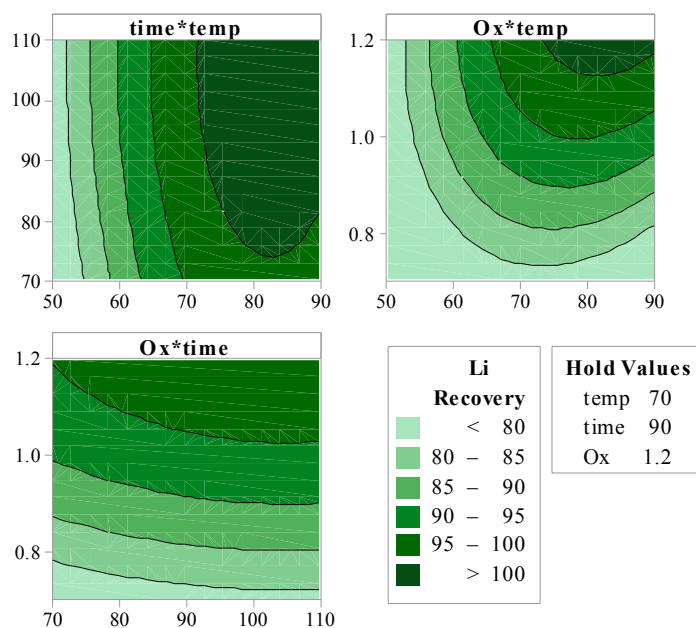 time*temp
110
100
90
80
70
50 60 70 80 90
Ox*temp
1.2
1.0
0.8
50 60 70 80 90
Ox*time
1.2
1.0
0.8
70 80 90 100 110
Li
Recovery
< 80
80 – 85
85 – 90
90 – 95
95 – 100
> 100
Hold Values
temp 70
time 90
Ox 1.2